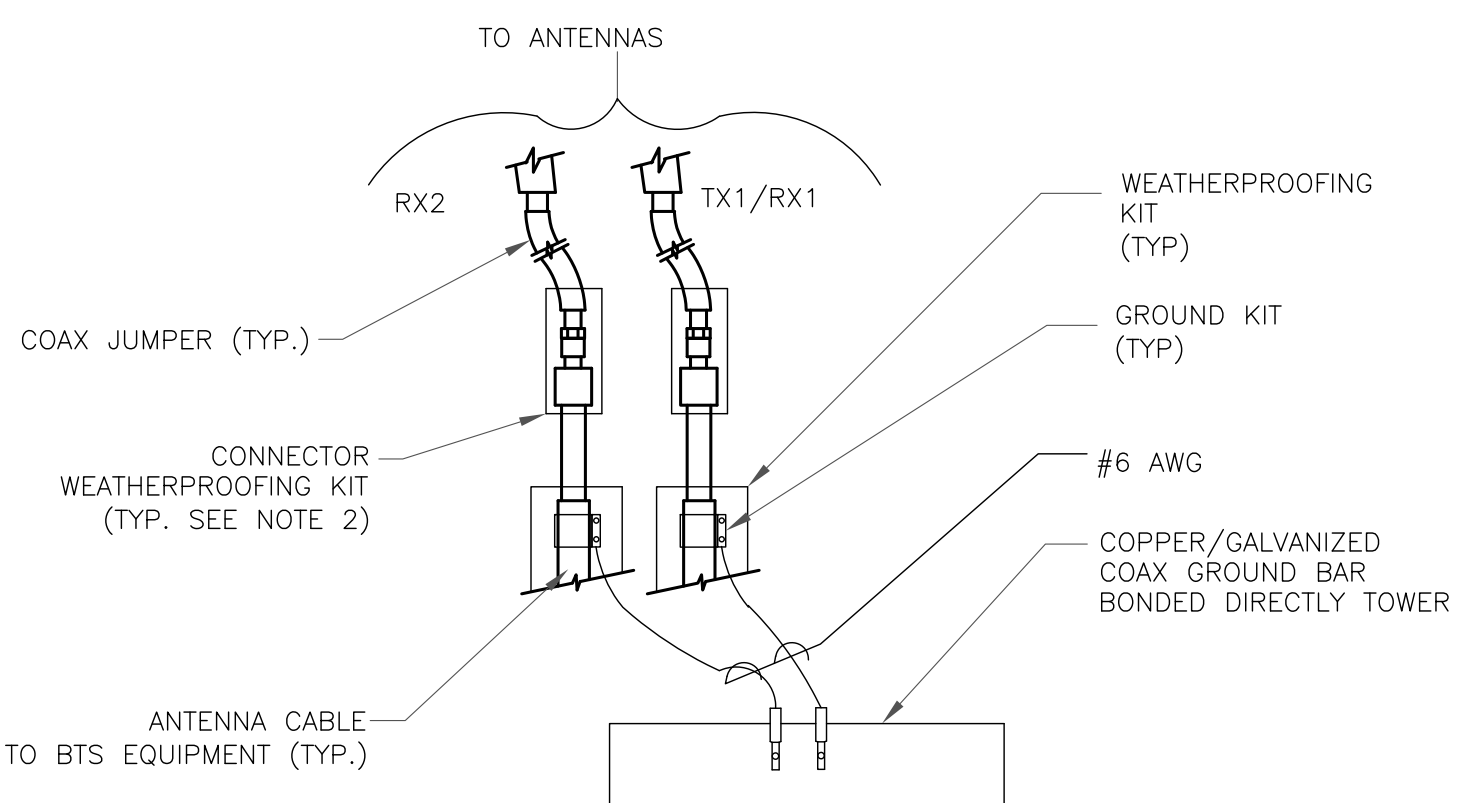 TO ANTENNAS
RX2
TX1/RX1
WEATHERPROOFING
KIT
(TYP)
GROUND KIT
(TYP)
COAX JUMPER (TYP.)
CONNECTOR
WEATHERPROOFING KIT
(TYP. SEE NOTE 2)
#6 AWG
COPPER/GALVANIZED
COAX GROUND BAR
BONDED DIRECTLY TOWER
ANTENNA CABLE
TO BTS EQUIPMENT (TYP.)